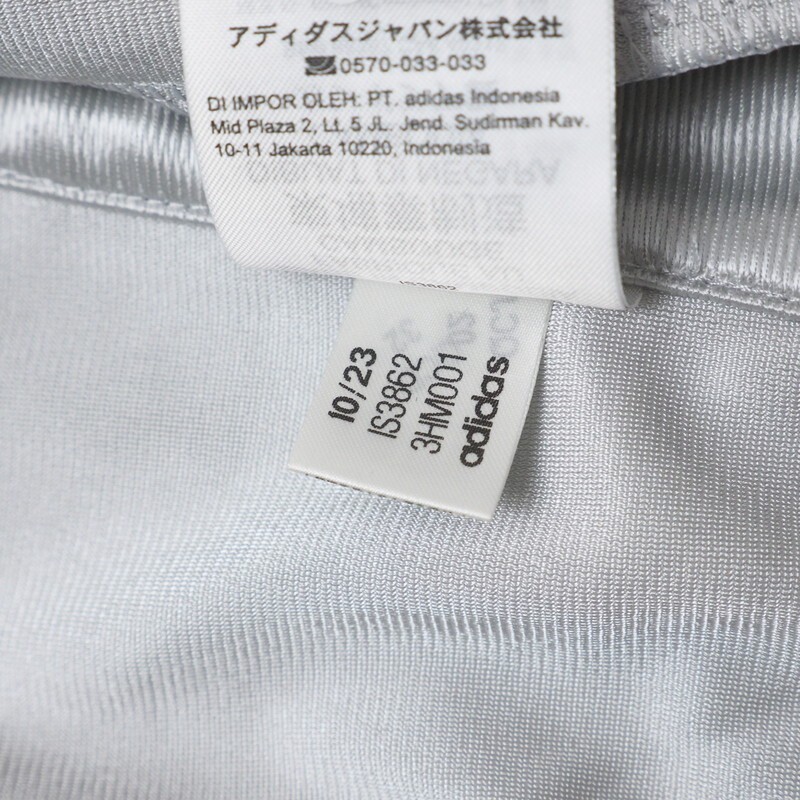 アディダスジャパン株式会社
0570-033-033
DI IMPOR OLEH: PT. adidas Indonesia
Mid Plaza 2, Lt. 5 JL. Jend. Sudirman Kav.
10-11 Jakarta 10220, Indonesia
10/23
IS3862
3HM001
adidas